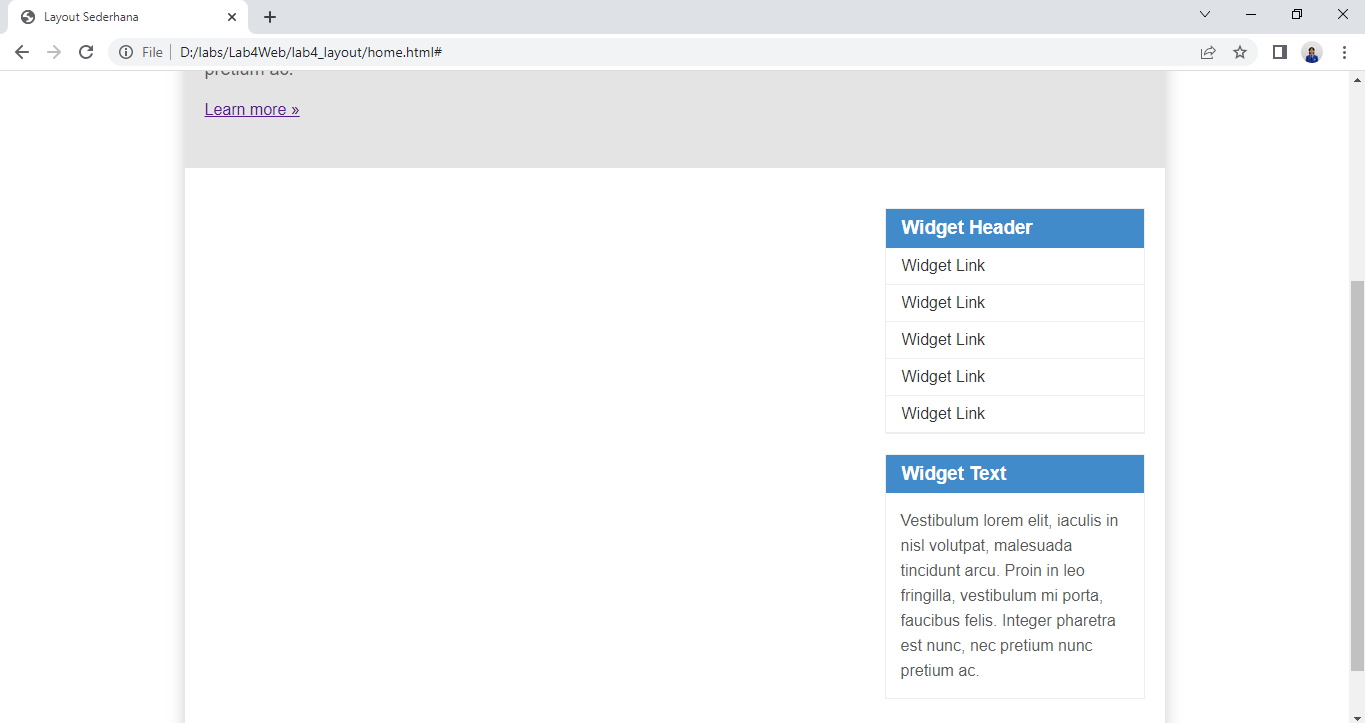 Layout Sederhana
File
D:/labs/Lab4Web/lab4_layout/home.html#
pretium ac.
Learn more »
Widget Header
Widget Link
Widget Link
Widget Link
Widget Link
Widget Link
Widget Text
Vestibulum lorem elit, iaculis in
nisl volutpat, malesuada
tincidunt arcu. Proin in leo
fringilla, vestibulum mi porta,
faucibus felis. Integer pharetra
est nunc, nec pretium nunc
pretium ac.